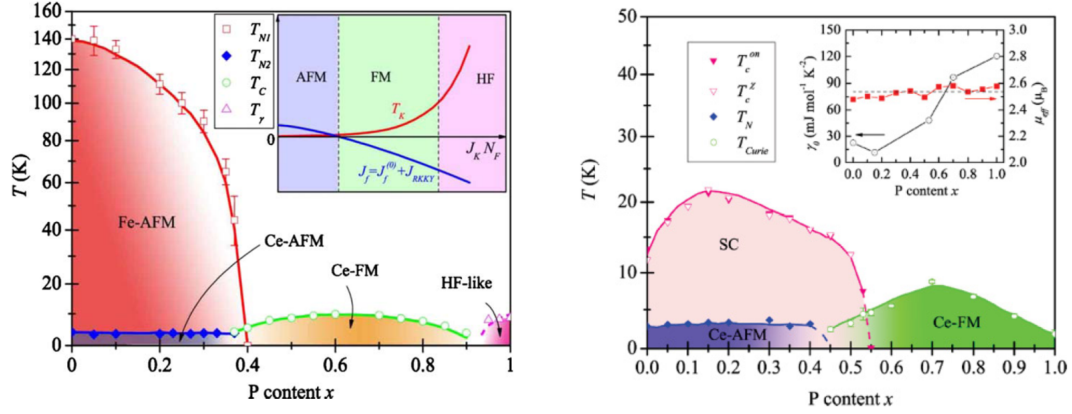 140
120
100
80
60
40
20
0
T (K)
0
0.2
0.4
0.6
0.8
1
P content x
T_N1
T_N2
T_C
T_γ
AFM
FM
HF
T_K
0
J_K N_F
J_f=J_f^(0)+J_RKKY
Fe-AFM
Ce-AFM
Ce-FM
HF-like
50
40
30
20
10
0
T (K)
0.0
0.1
0.2
0.3
0.4
0.5
0.6
0.7
0.8
0.9
1.0
P content x
T_c^on
T_c^Z
T_N
T_Curie
150
120
90
60
30
0
γ_0 (mJ mol^-1 K^-2)
3.0
2.8
2.6
2.4
2.2
2.0
μ_eff (μ_B)
0.0
0.2
0.4
0.6
0.8
1.0
P content x
SC
Ce-AFM
Ce-FM